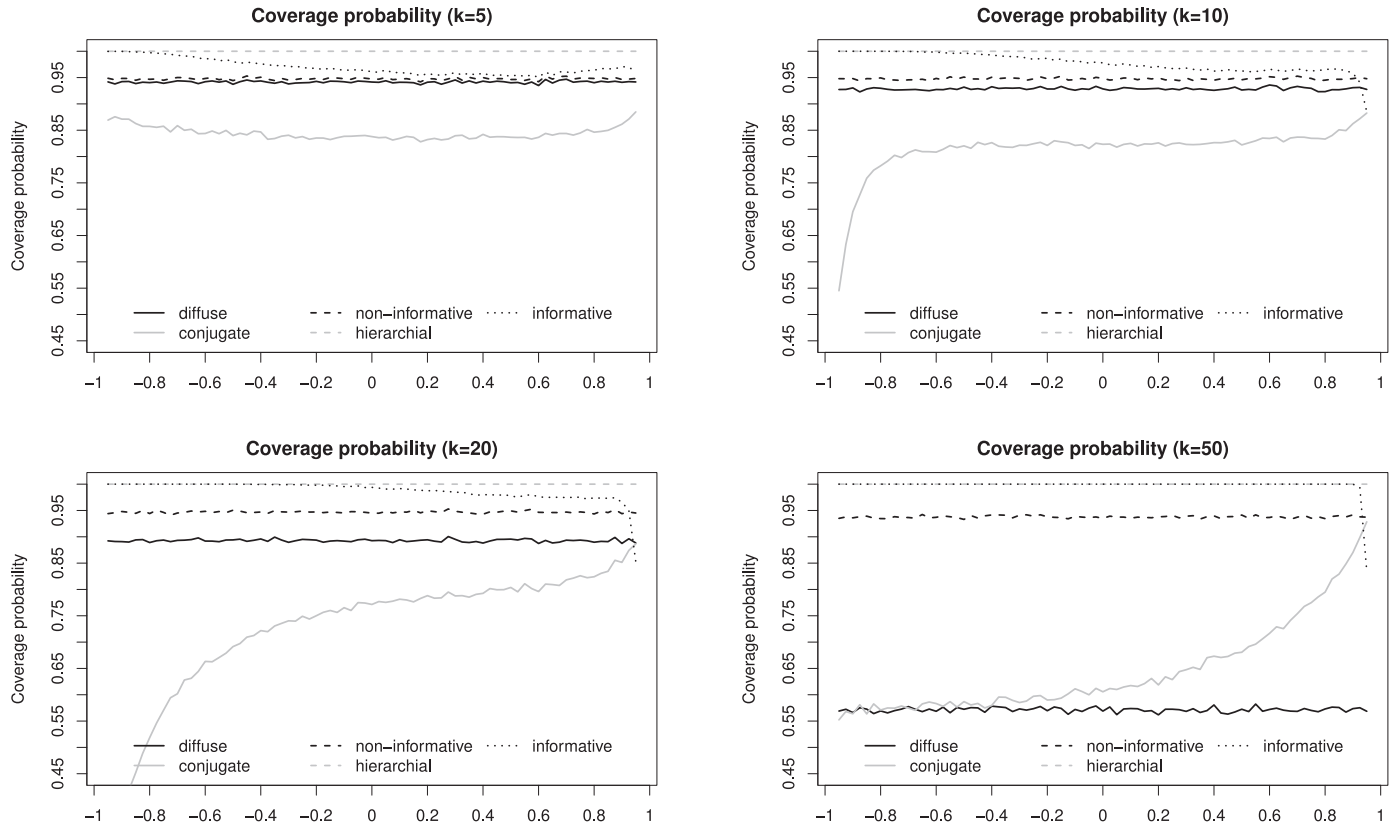 Coverage probability (k=5)
Coverage probability
0.45 0.55 0.65 0.75 0.85 0.95
diffuse non−informative informative
conjugate hierarchial
−1 −0.8 −0.6 −0.4 −0.2 0 0.2 0.4 0.6 0.8 1
Coverage probability (k=10)
Coverage probability
0.45 0.55 0.65 0.75 0.85 0.95
diffuse non−informative informative
conjugate hierarchial
−1 −0.8 −0.6 −0.4 −0.2 0 0.2 0.4 0.6 0.8 1
Coverage probability (k=20)
Coverage probability
0.45 0.55 0.65 0.75 0.85 0.95
diffuse non−informative informative
conjugate hierarchial
−1 −0.8 −0.6 −0.4 −0.2 0 0.2 0.4 0.6 0.8 1
Coverage probability (k=50)
Coverage probability
0.45 0.55 0.65 0.75 0.85 0.95
diffuse non−informative informative
conjugate hierarchial
−1 −0.8 −0.6 −0.4 −0.2 0 0.2 0.4 0.6 0.8 1